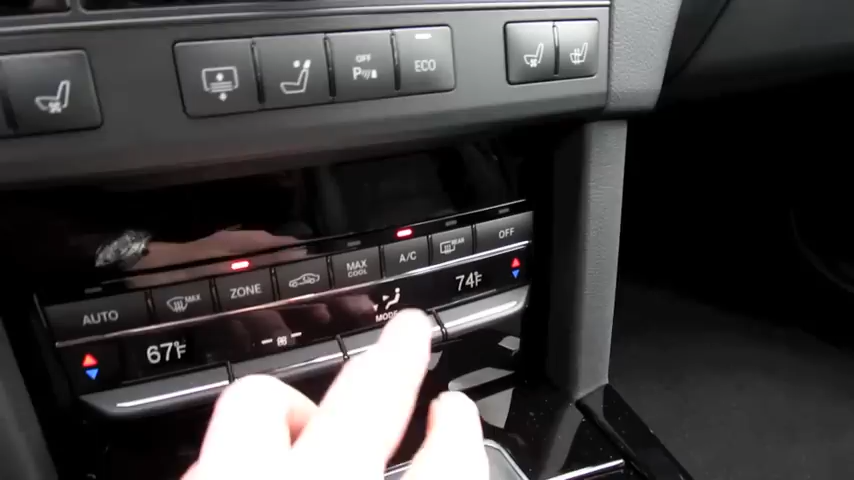 OFF
P
ECO
AUTO
MAX
ZONE
MAX COOL
A/C
REAR
OFF
67°F
MODE
74°F